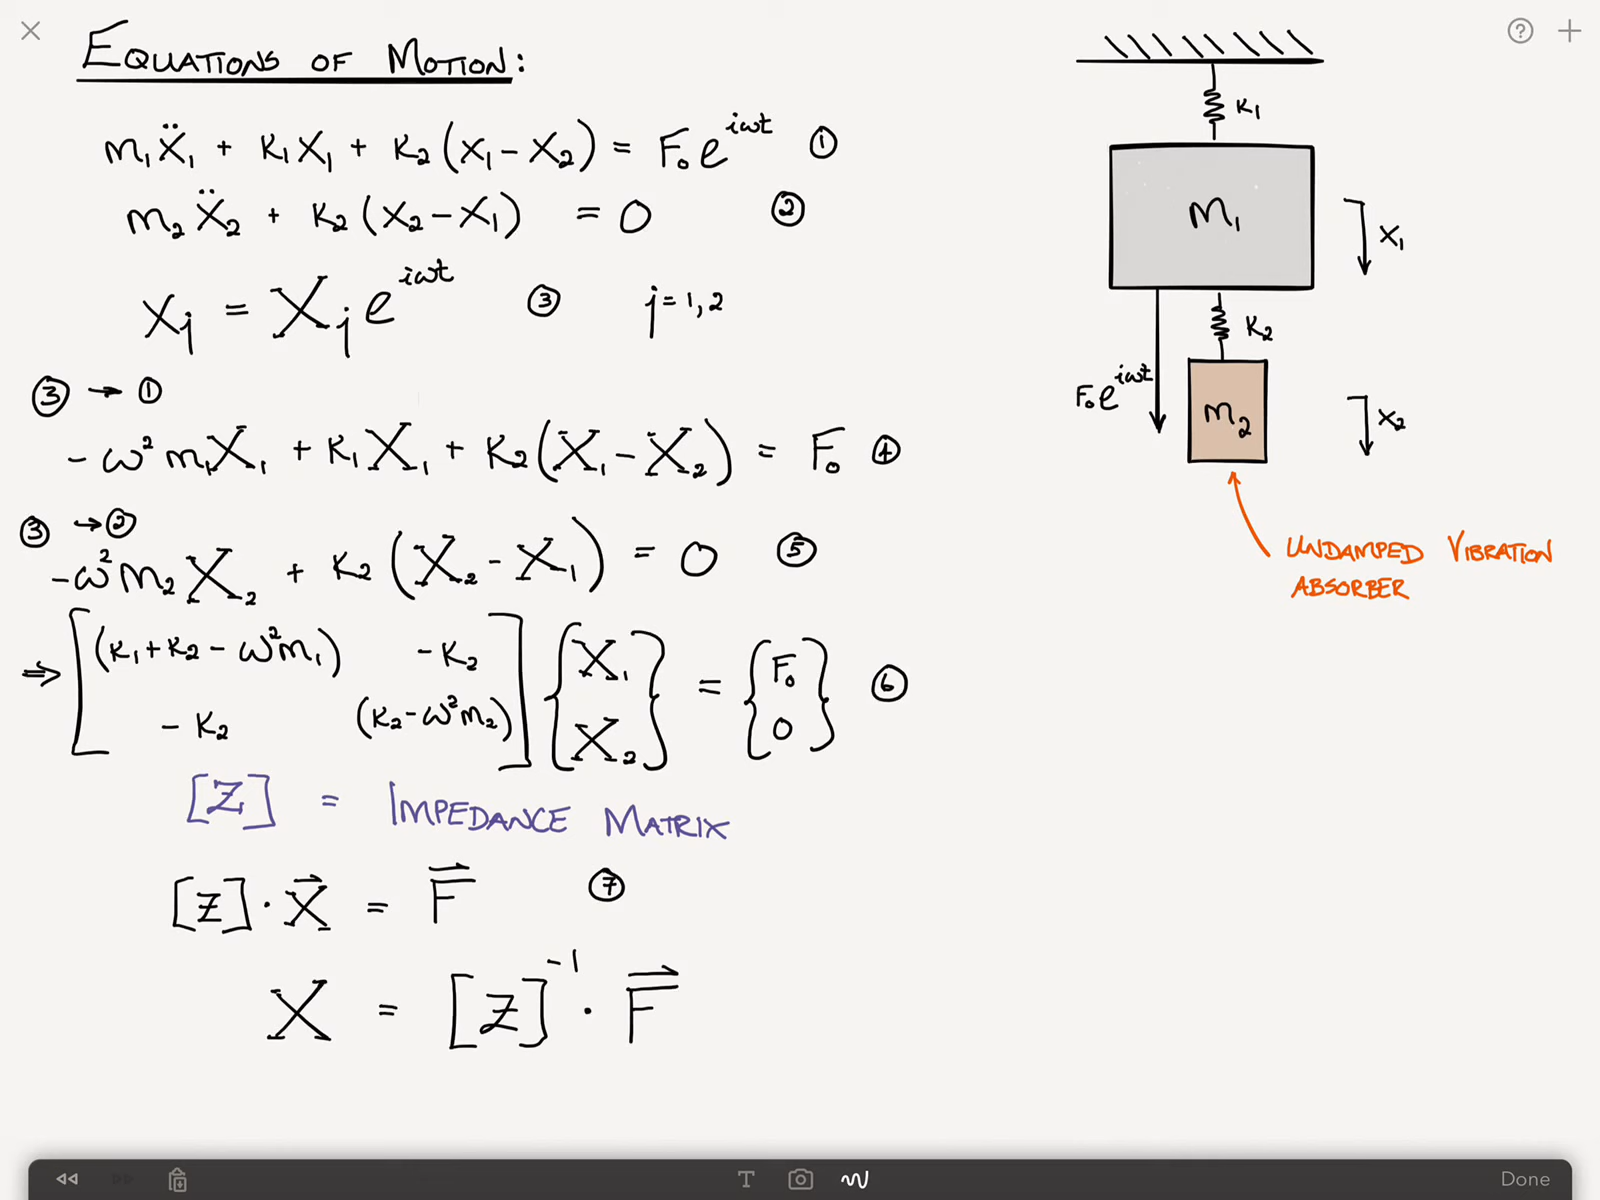 EQUATIONS OF MOTION:
m₁ẍ₁ + k₁x₁ + k₂(x₁ - x₂) = F₀e^{iωt} ①
m₂ẍ₂ + k₂(x₂ - x₁) = 0 ②
x_j = X_j e^{iωt} ③ j = 1, 2
③ → ①
-ω²m₁X₁ + k₁X₁ + k₂(X₁ - X₂) = F₀ ④
③ → ②
-ω²m₂X₂ + k₂(X₂ - X₁) = 0 ⑤
⇒ [(k₁ + k₂ - ω²m₁) -k₂] {X₁} = {F₀} ⑥
[-k₂ (k₂ - ω²m₂)] {X₂} {0}
[Z] = IMPEDANCE MATRIX
[Z] · X⃗ = F⃗ ⑦
X = [Z]⁻¹ · F⃗
k₁
m₁
x₁
k₂
F₀e^{iωt}
m₂
x₂
UNDAMPED VIBRATION
ABSORBER
T
Done